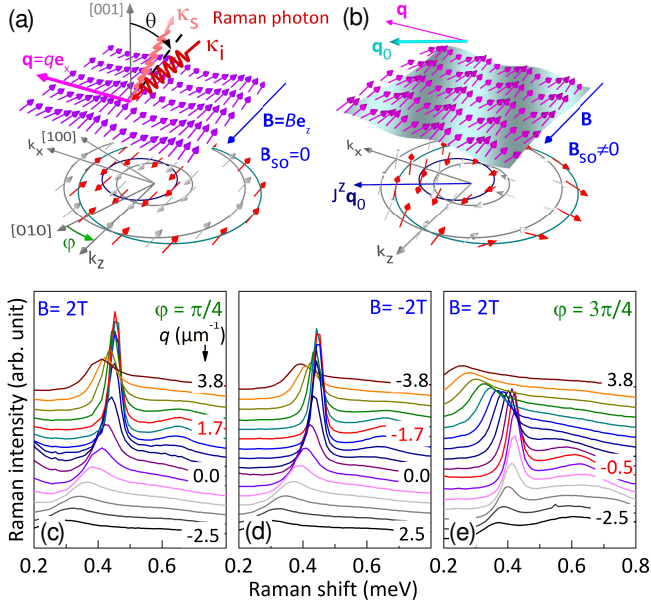 (a)
[001]
θ
κs
Raman photon
κi
q=qex
B=Bez
BSO=0
[100]
kx
[010]
φ
kz
(b)
q
q0
B
BSO≠0
kx
Jzq0
kz
Raman intensity (arb. unit)
B= 2T
φ = π/4
q (µm-1)
3.8
1.7
0.0
-2.5
(c)
0.2 0.4 0.6
B= -2T
-3.8
-1.7
0.0
2.5
(d)
0.2 0.4 0.6
B= 2T
φ = 3π/4
3.8
-0.5
-2.5
(e)
0.2 0.4 0.6 0.8
Raman shift (meV)